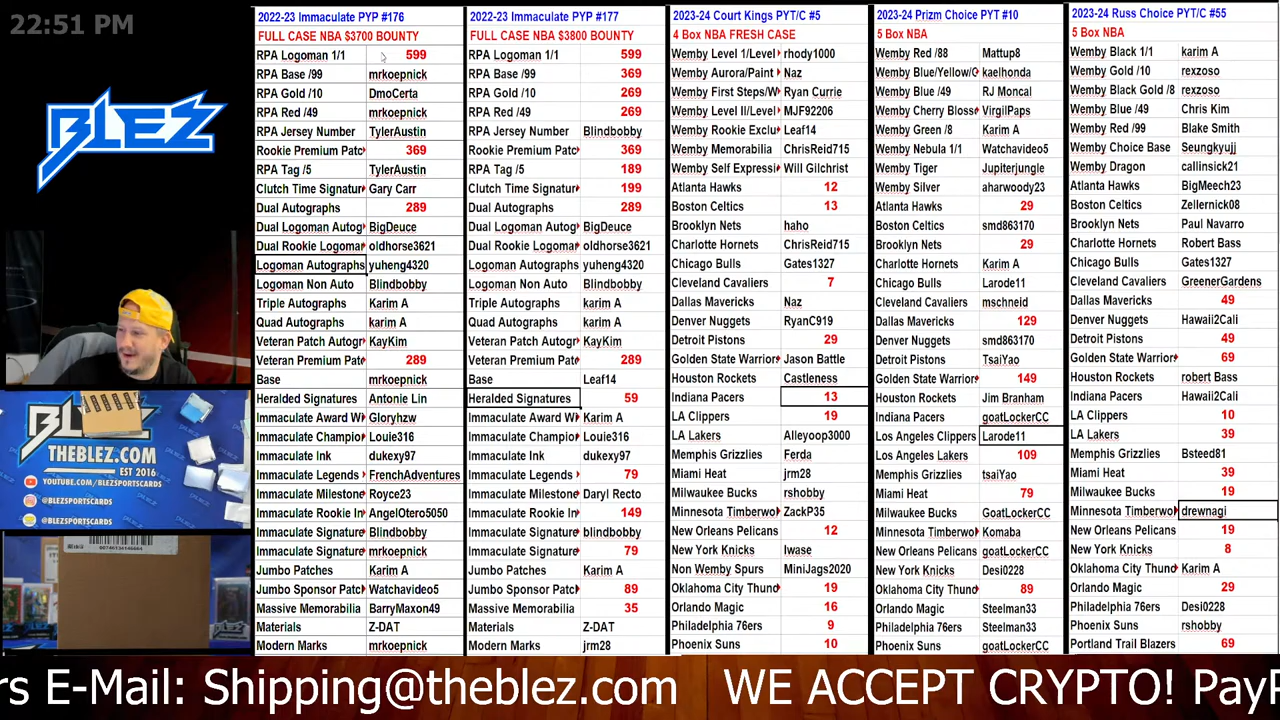 22:51 PM
BLEZ
BLEZ
THEBLEZ.COM
EST 2016
YOUTUBE.COM/BLEZSPORTSCARDS
@BLEZSPORTSCARDS
@BLEZSPORTSCARDS
2022-23 Immaculate PYP #176
FULL CASE NBA $3700 BOUNTY
RPA Logoman 1/1 599
RPA Base /99 mrkoepnick
RPA Gold /10 DmoCerta
RPA Red /49 mrkoepnick
RPA Jersey Number TylerAustin
Rookie Premium Patc 369
RPA Tag /5 TylerAustin
Clutch Time Signatur Gary Carr
Dual Autographs 289
Dual Logoman Autog BigDeuce
Dual Rookie Logomar oldhorse3621
Logoman Autographs yuheng4320
Logoman Non Auto Blindbobby
Triple Autographs Karim A
Quad Autographs karim A
Veteran Patch Autogr KayKim
Veteran Premium Pat 289
Base mrkoepnick
Heralded Signatures Antonie Lin
Immaculate Award Wi Gloryhzw
Immaculate Champio Louie316
Immaculate Ink dukexy97
Immaculate Legends FrenchAdventures
Immaculate Milestone Royce23
Immaculate Rookie In AngelOtero5050
Immaculate Signature Blindbobby
Immaculate Signature mrkoepnick
Jumbo Patches Karim A
Jumbo Sponsor Patc Watchavideo5
Massive Memorabilia BarryMaxon49
Materials Z-DAT
Modern Marks mrkoepnick
2022-23 Immaculate PYP #177
FULL CASE NBA $3800 BOUNTY
RPA Logoman 1/1 599
RPA Base /99 369
RPA Gold /10 269
RPA Red /49 269
RPA Jersey Number Blindbobby
Rookie Premium Patc 369
RPA Tag /5 189
Clutch Time Signatur 199
Dual Autographs 289
Dual Logoman Autog BigDeuce
Dual Rookie Logomar oldhorse3621
Logoman Autographs yuheng4320
Logoman Non Auto Blindbobby
Triple Autographs karim A
Quad Autographs karim A
Veteran Patch Autogr KayKim
Veteran Premium Pat 289
Base Leaf14
Heralded Signatures 59
Immaculate Award Wi Karim A
Immaculate Champio Louie316
Immaculate Ink dukexy97
Immaculate Legends 79
Immaculate Milestone Daryl Recto
Immaculate Rookie In 149
Immaculate Signature blindbobby
Immaculate Signature 79
Jumbo Patches Karim A
Jumbo Sponsor Patc 89
Massive Memorabilia 35
Materials Z-DAT
Modern Marks jrm28
2023-24 Court Kings PYT/C #5
4 Box NBA FRESH CASE
Wemby Level 1/Level rhody1000
Wemby Aurora/Paint Naz
Wemby First Steps/W Ryan Currie
Wemby Level II/Level MJF92206
Wemby Rookie Exclu Leaf14
Wemby Memorabilia ChrisReid715
Wemby Self Expressi Will Gilchrist
Atlanta Hawks 12
Boston Celtics 13
Brooklyn Nets haho
Charlotte Hornets ChrisReid715
Chicago Bulls Gates1327
Cleveland Cavaliers 7
Dallas Mavericks Naz
Denver Nuggets RyanC919
Detroit Pistons 29
Golden State Warrior Jason Battle
Houston Rockets Castleness
Indiana Pacers 13
LA Clippers 19
LA Lakers Alleyoop3000
Memphis Grizzlies Ferda
Miami Heat jrm28
Milwaukee Bucks rshobby
Minnesota Timberwo ZackP35
New Orleans Pelicans 12
New York Knicks Iwase
Non Wemby Spurs MiniJags2020
Oklahoma City Thund 19
Orlando Magic 16
Philadelphia 76ers 9
Phoenix Suns 10
2023-24 Prizm Choice PYT #10
5 Box NBA
Wemby Red /88 Mattup8
Wemby Blue/Yellow/G kaelhonda
Wemby Blue /49 RJ Moncal
Wemby Cherry Blosso VirgilPaps
Wemby Green /8 Karim A
Wemby Nebula 1/1 Watchavideo5
Wemby Tiger Jupiterjungle
Wemby Silver aharwoody23
Atlanta Hawks 29
Boston Celtics smd863170
Brooklyn Nets 29
Charlotte Hornets Karim A
Chicago Bulls Larode11
Cleveland Cavaliers mschneid
Dallas Mavericks 129
Denver Nuggets smd863170
Detroit Pistons TsaiYao
Golden State Warrior 149
Houston Rockets Jim Branham
Indiana Pacers goatLockerCC
Los Angeles Clippers Larode11
Los Angeles Lakers 109
Memphis Grizzlies tsaiYao
Miami Heat 79
Milwaukee Bucks GoatLockerCC
Minnesota Timberwo Komaba
New Orleans Pelicans goatLockerCC
New York Knicks Desi0228
Oklahoma City Thund 89
Orlando Magic Steelman33
Philadelphia 76ers Steelman33
Phoenix Suns goatLockerCC
2023-24 Russ Choice PYT/C #55
5 Box NBA
Wemby Black 1/1 karim A
Wemby Gold /10 rexzoso
Wemby Black Gold /8 rexzoso
Wemby Blue /49 Chris Kim
Wemby Red /99 Blake Smith
Wemby Choice Base Seungkyujj
Wemby Dragon callinsick21
Atlanta Hawks BigMeech23
Boston Celtics Zellernick08
Brooklyn Nets Paul Navarro
Charlotte Hornets Robert Bass
Chicago Bulls Gates1327
Cleveland Cavaliers GreenerGardens
Dallas Mavericks 49
Denver Nuggets Hawaii2Cali
Detroit Pistons 49
Golden State Warrior 69
Houston Rockets robert Bass
Indiana Pacers Hawaii2Cali
LA Clippers 10
LA Lakers 39
Memphis Grizzlies Bsteed81
Miami Heat 39
Milwaukee Bucks 19
Minnesota Timberwo drewnagi
New Orleans Pelicans 19
New York Knicks 8
Oklahoma City Thund Karim A
Orlando Magic 29
Philadelphia 76ers Desi0228
Phoenix Suns rshobby
Portland Trail Blazers 69
rs E-Mail: Shipping@theblez.com WE ACCEPT CRYPTO! PayP